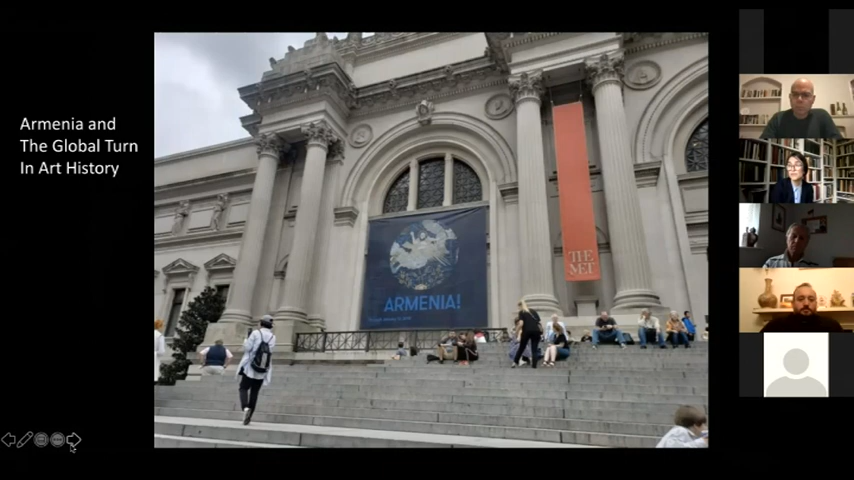 Armenia and
The Global Turn
In Art History
ARMENIA!
THE
MET